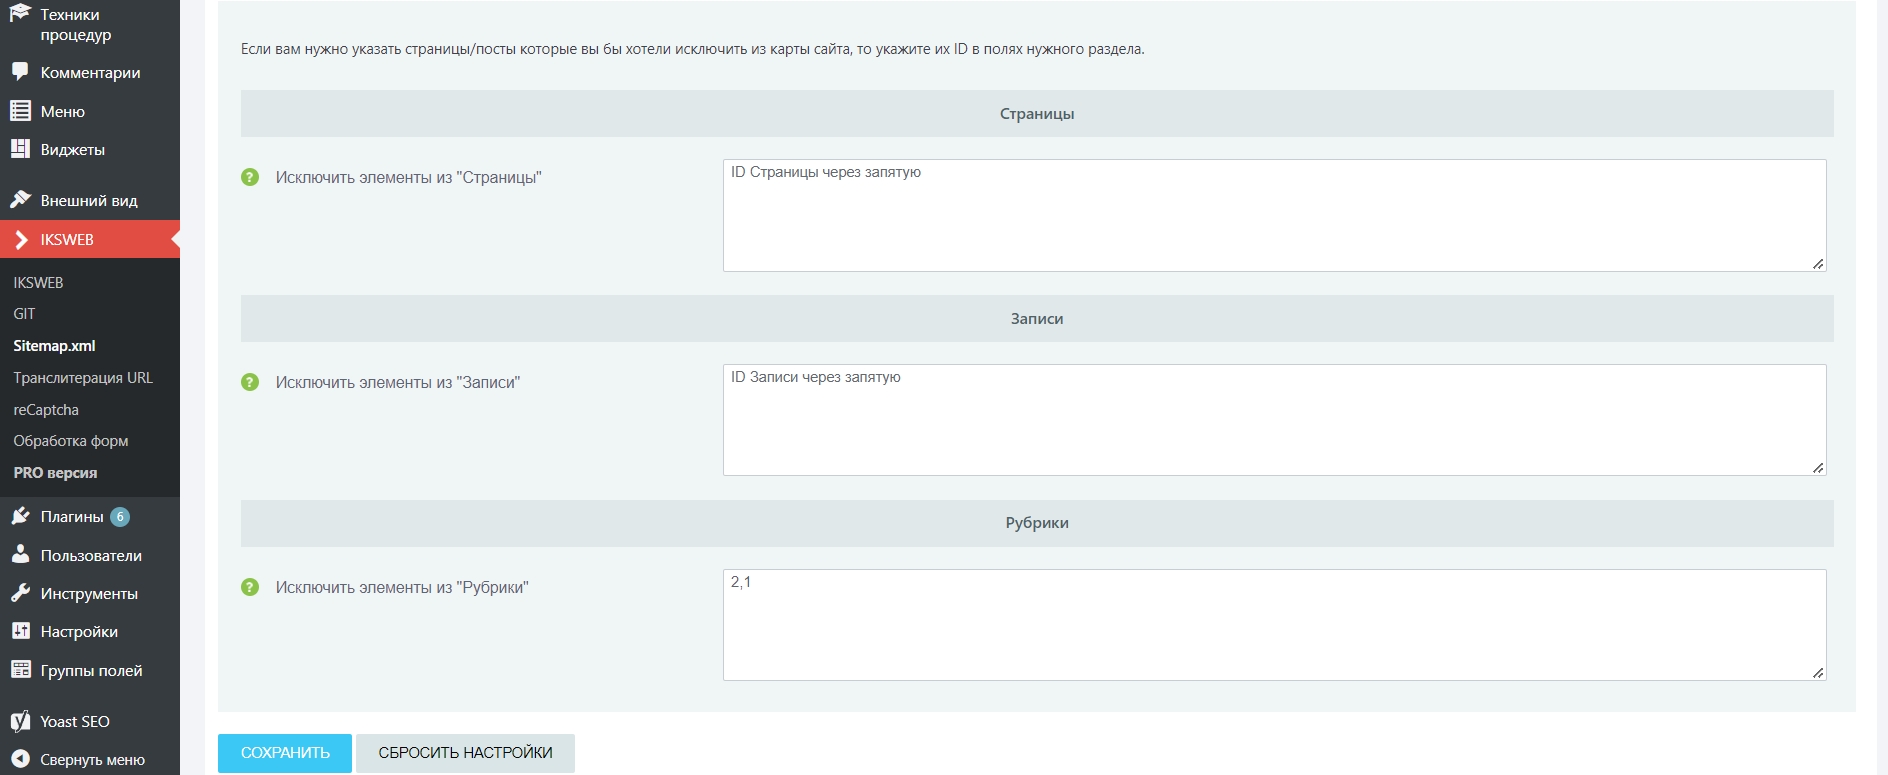 Техники
процедур
Комментарии
Меню
Виджеты
Внешний вид
IKSWEB
IKSWEB
GIT
Sitemap.xml
Транслитерация URL
reCaptcha
Обработка форм
PRO версия
Плагины 6
Пользователи
Инструменты
Настройки
Группы полей
Yoast SEO
Свернуть меню
Если вам нужно указать страницы/посты которые вы бы хотели исключить из карты сайта, то укажите их ID в полях нужного раздела.
Страницы
? Исключить элементы из "Страницы"
ID Страницы через запятую
Записи
? Исключить элементы из "Записи"
ID Записи через запятую
Рубрики
? Исключить элементы из "Рубрики"
2,1
СОХРАНИТЬ
СБРОСИТЬ НАСТРОЙКИ